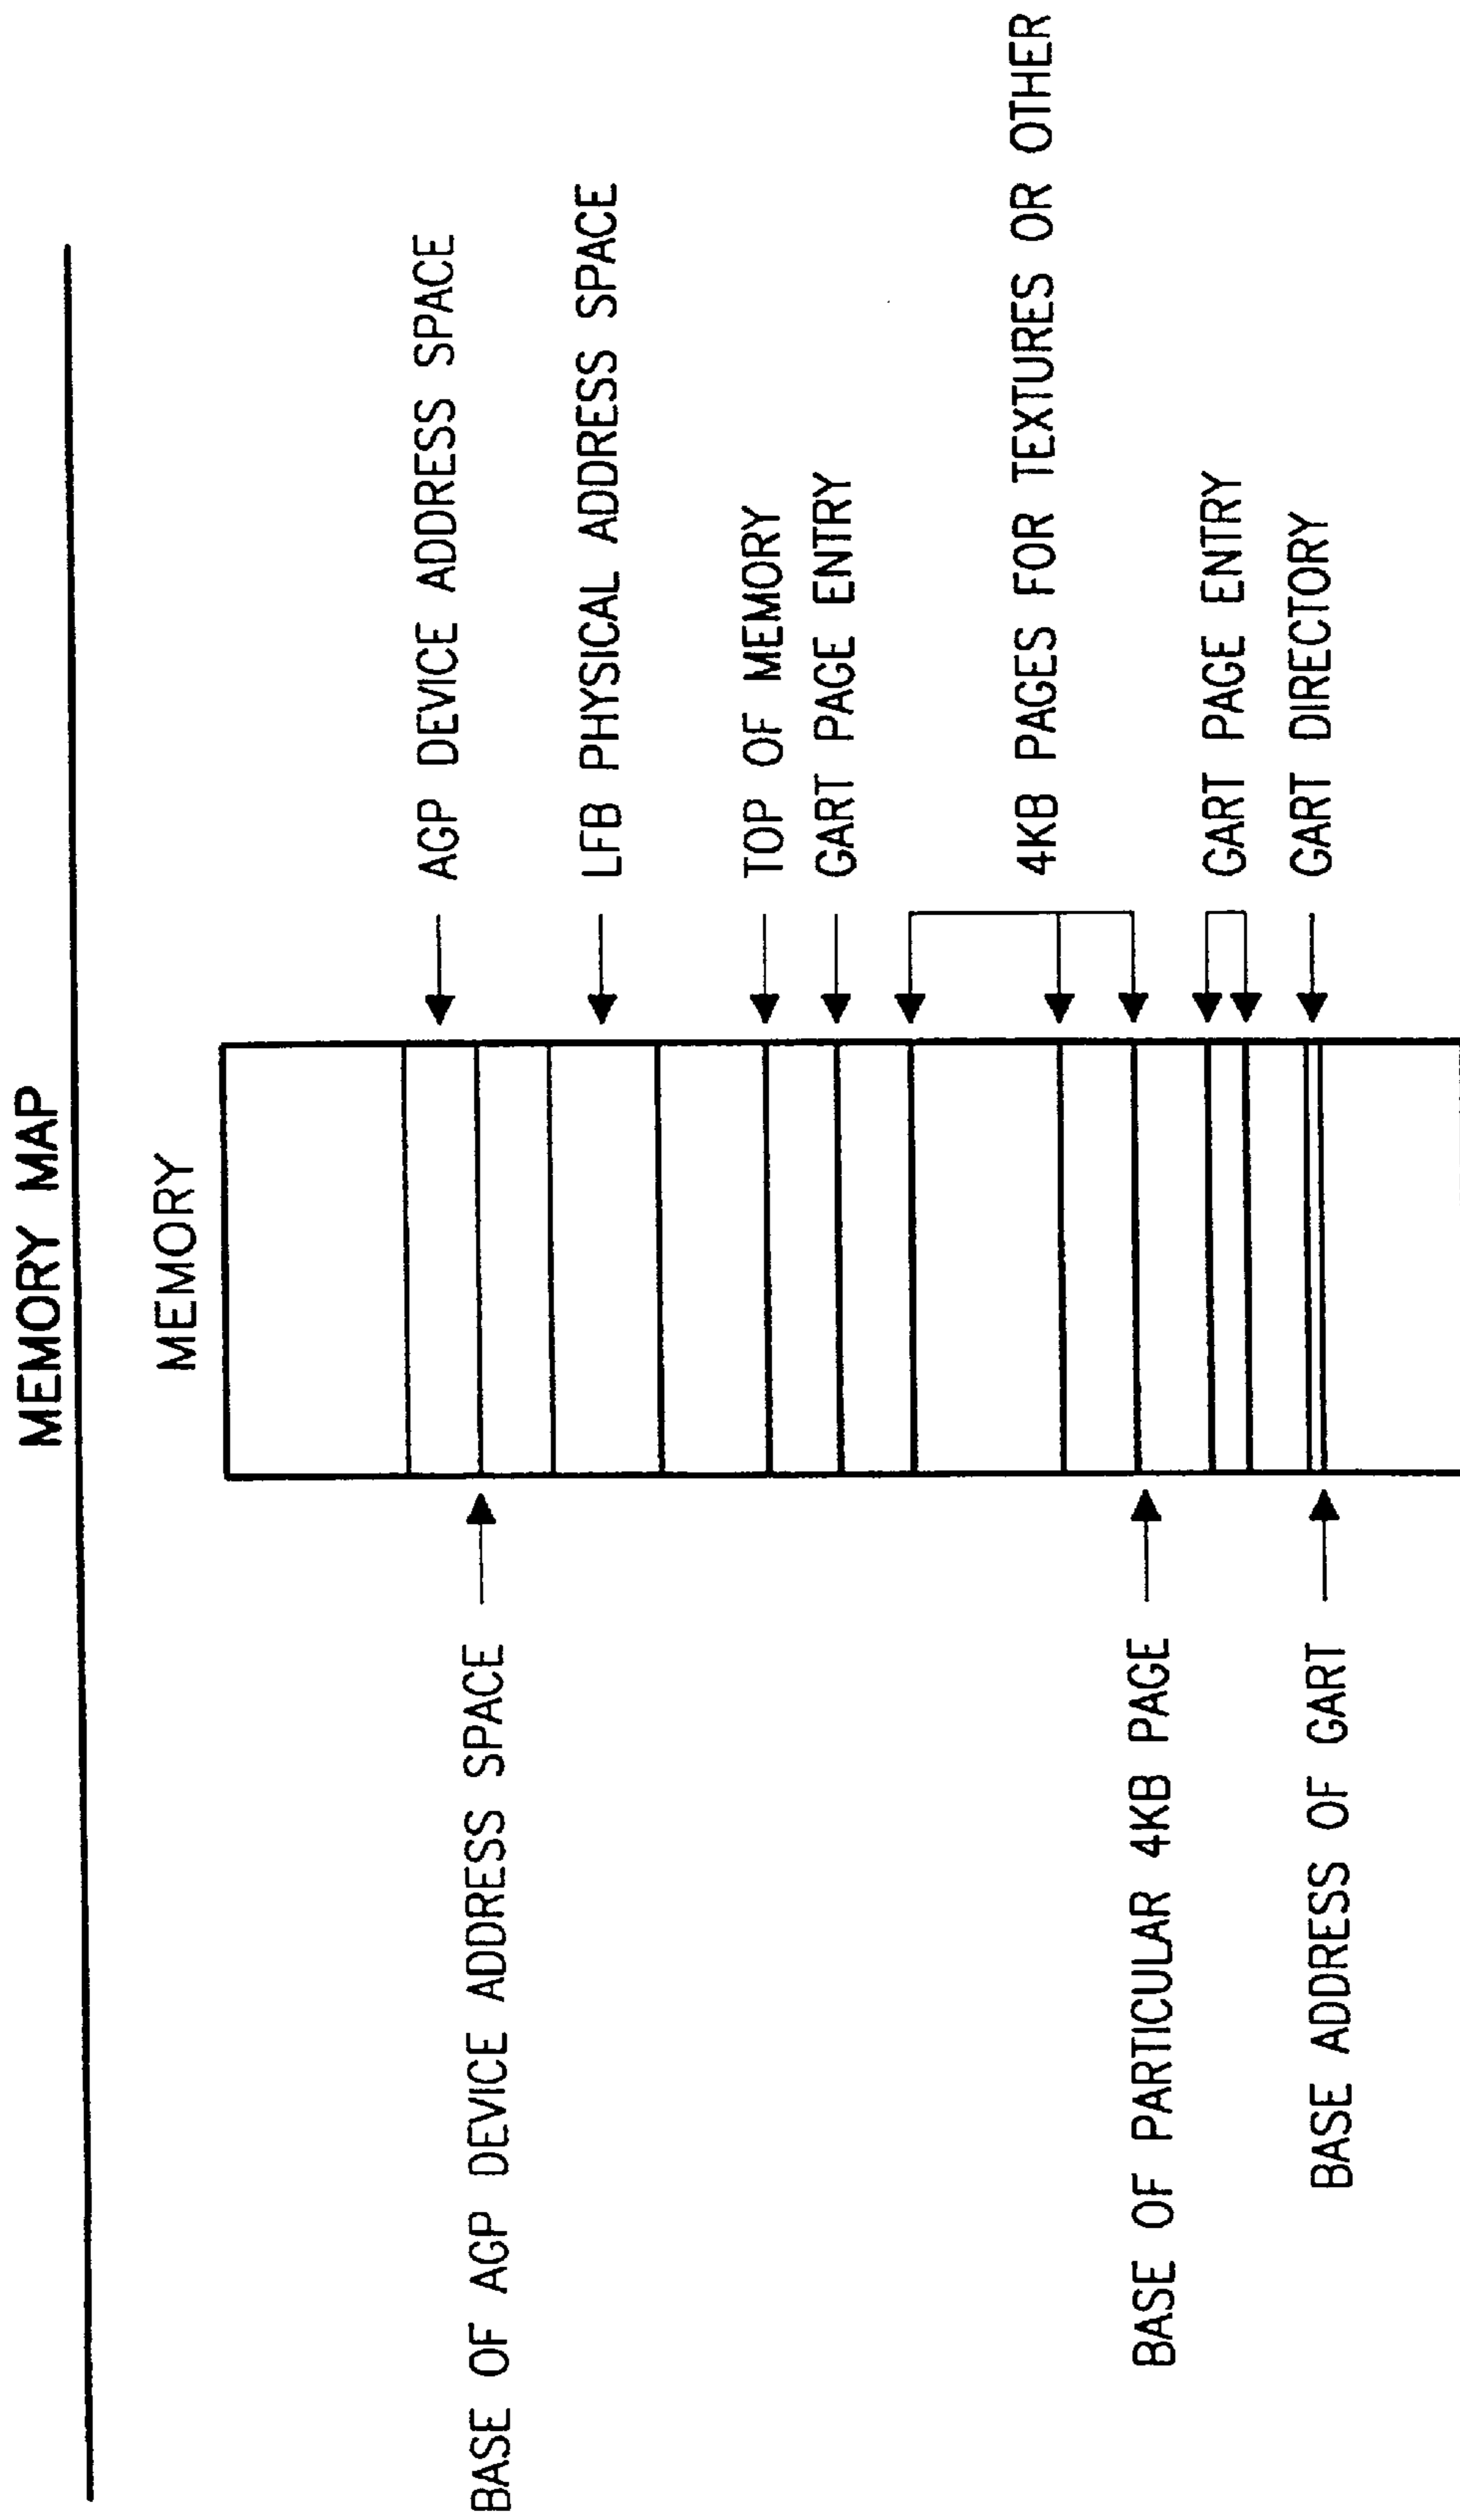 MEMORY MAP
MEMORY
AGP DEVICE ADDRESS SPACE
BASE OF AGP DEVICE ADDRESS SPACE
LFB PHYSICAL ADDRESS SPACE
TOP OF MEMORY
GART PAGE ENTRY
4KB PAGES FOR TEXTURES OR OTHER
BASE OF PARTICULAR 4KB PAGE
GART PAGE ENTRY
GART DIRECTORY
BASE ADDRESS OF GART